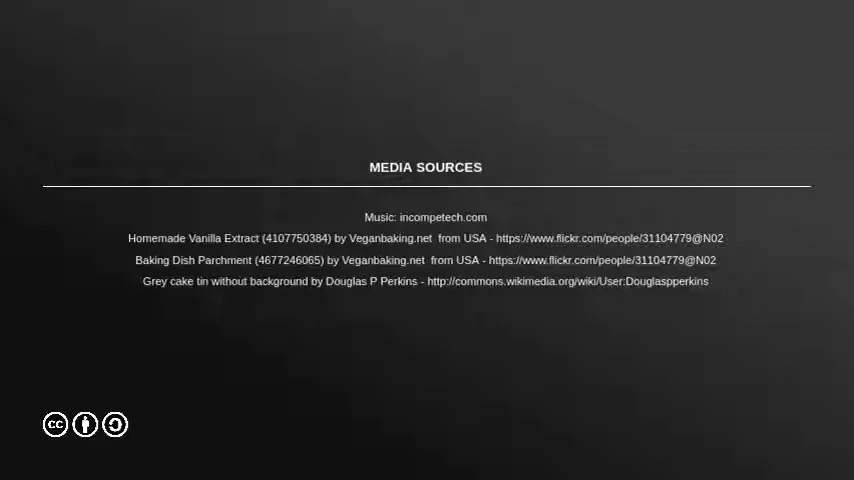 MEDIA SOURCES
Music: incompetech.com
Homemade Vanilla Extract (4107750384) by Veganbaking.net  from USA - https://www.flickr.com/people/31104779@N02
Baking Dish Parchment (4677246065) by Veganbaking.net  from USA - https://www.flickr.com/people/31104779@N02
Grey cake tin without background by Douglas P Perkins - http://commons.wikimedia.org/wiki/User:Douglaspperkins
cc